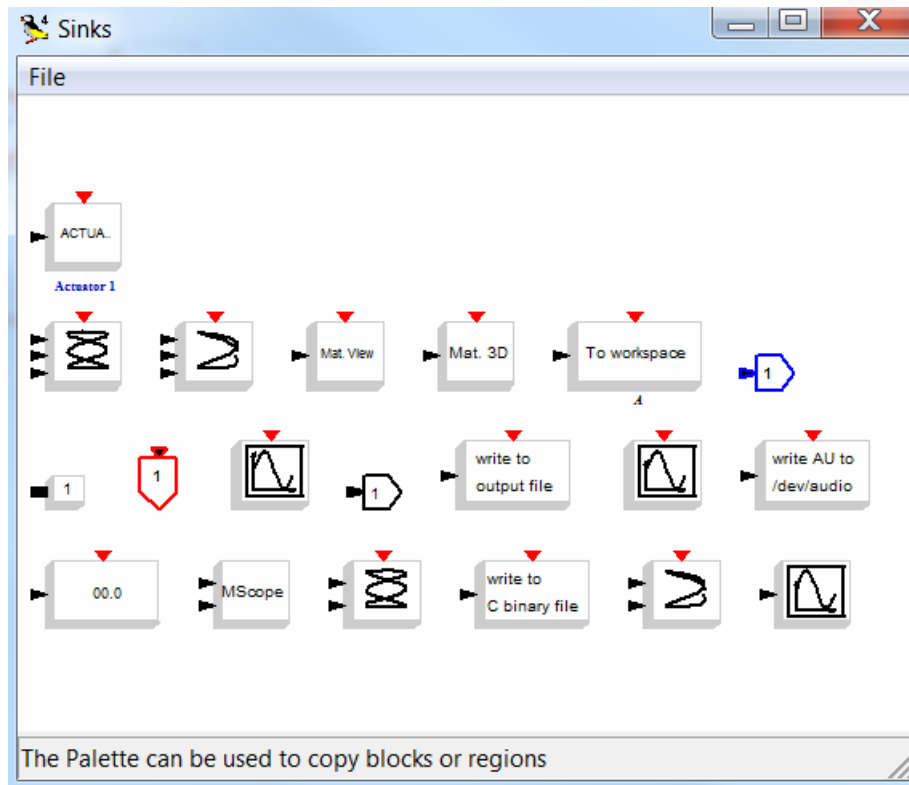 4
Sinks
File
ACTUA..
Actuator 1
Mat. View
Mat. 3D
To workspace
A
1
1
1
1
write to
output file
write AU to
/dev/audio
00.0
MScope
write to
C binary file
The Palette can be used to copy blocks or regions